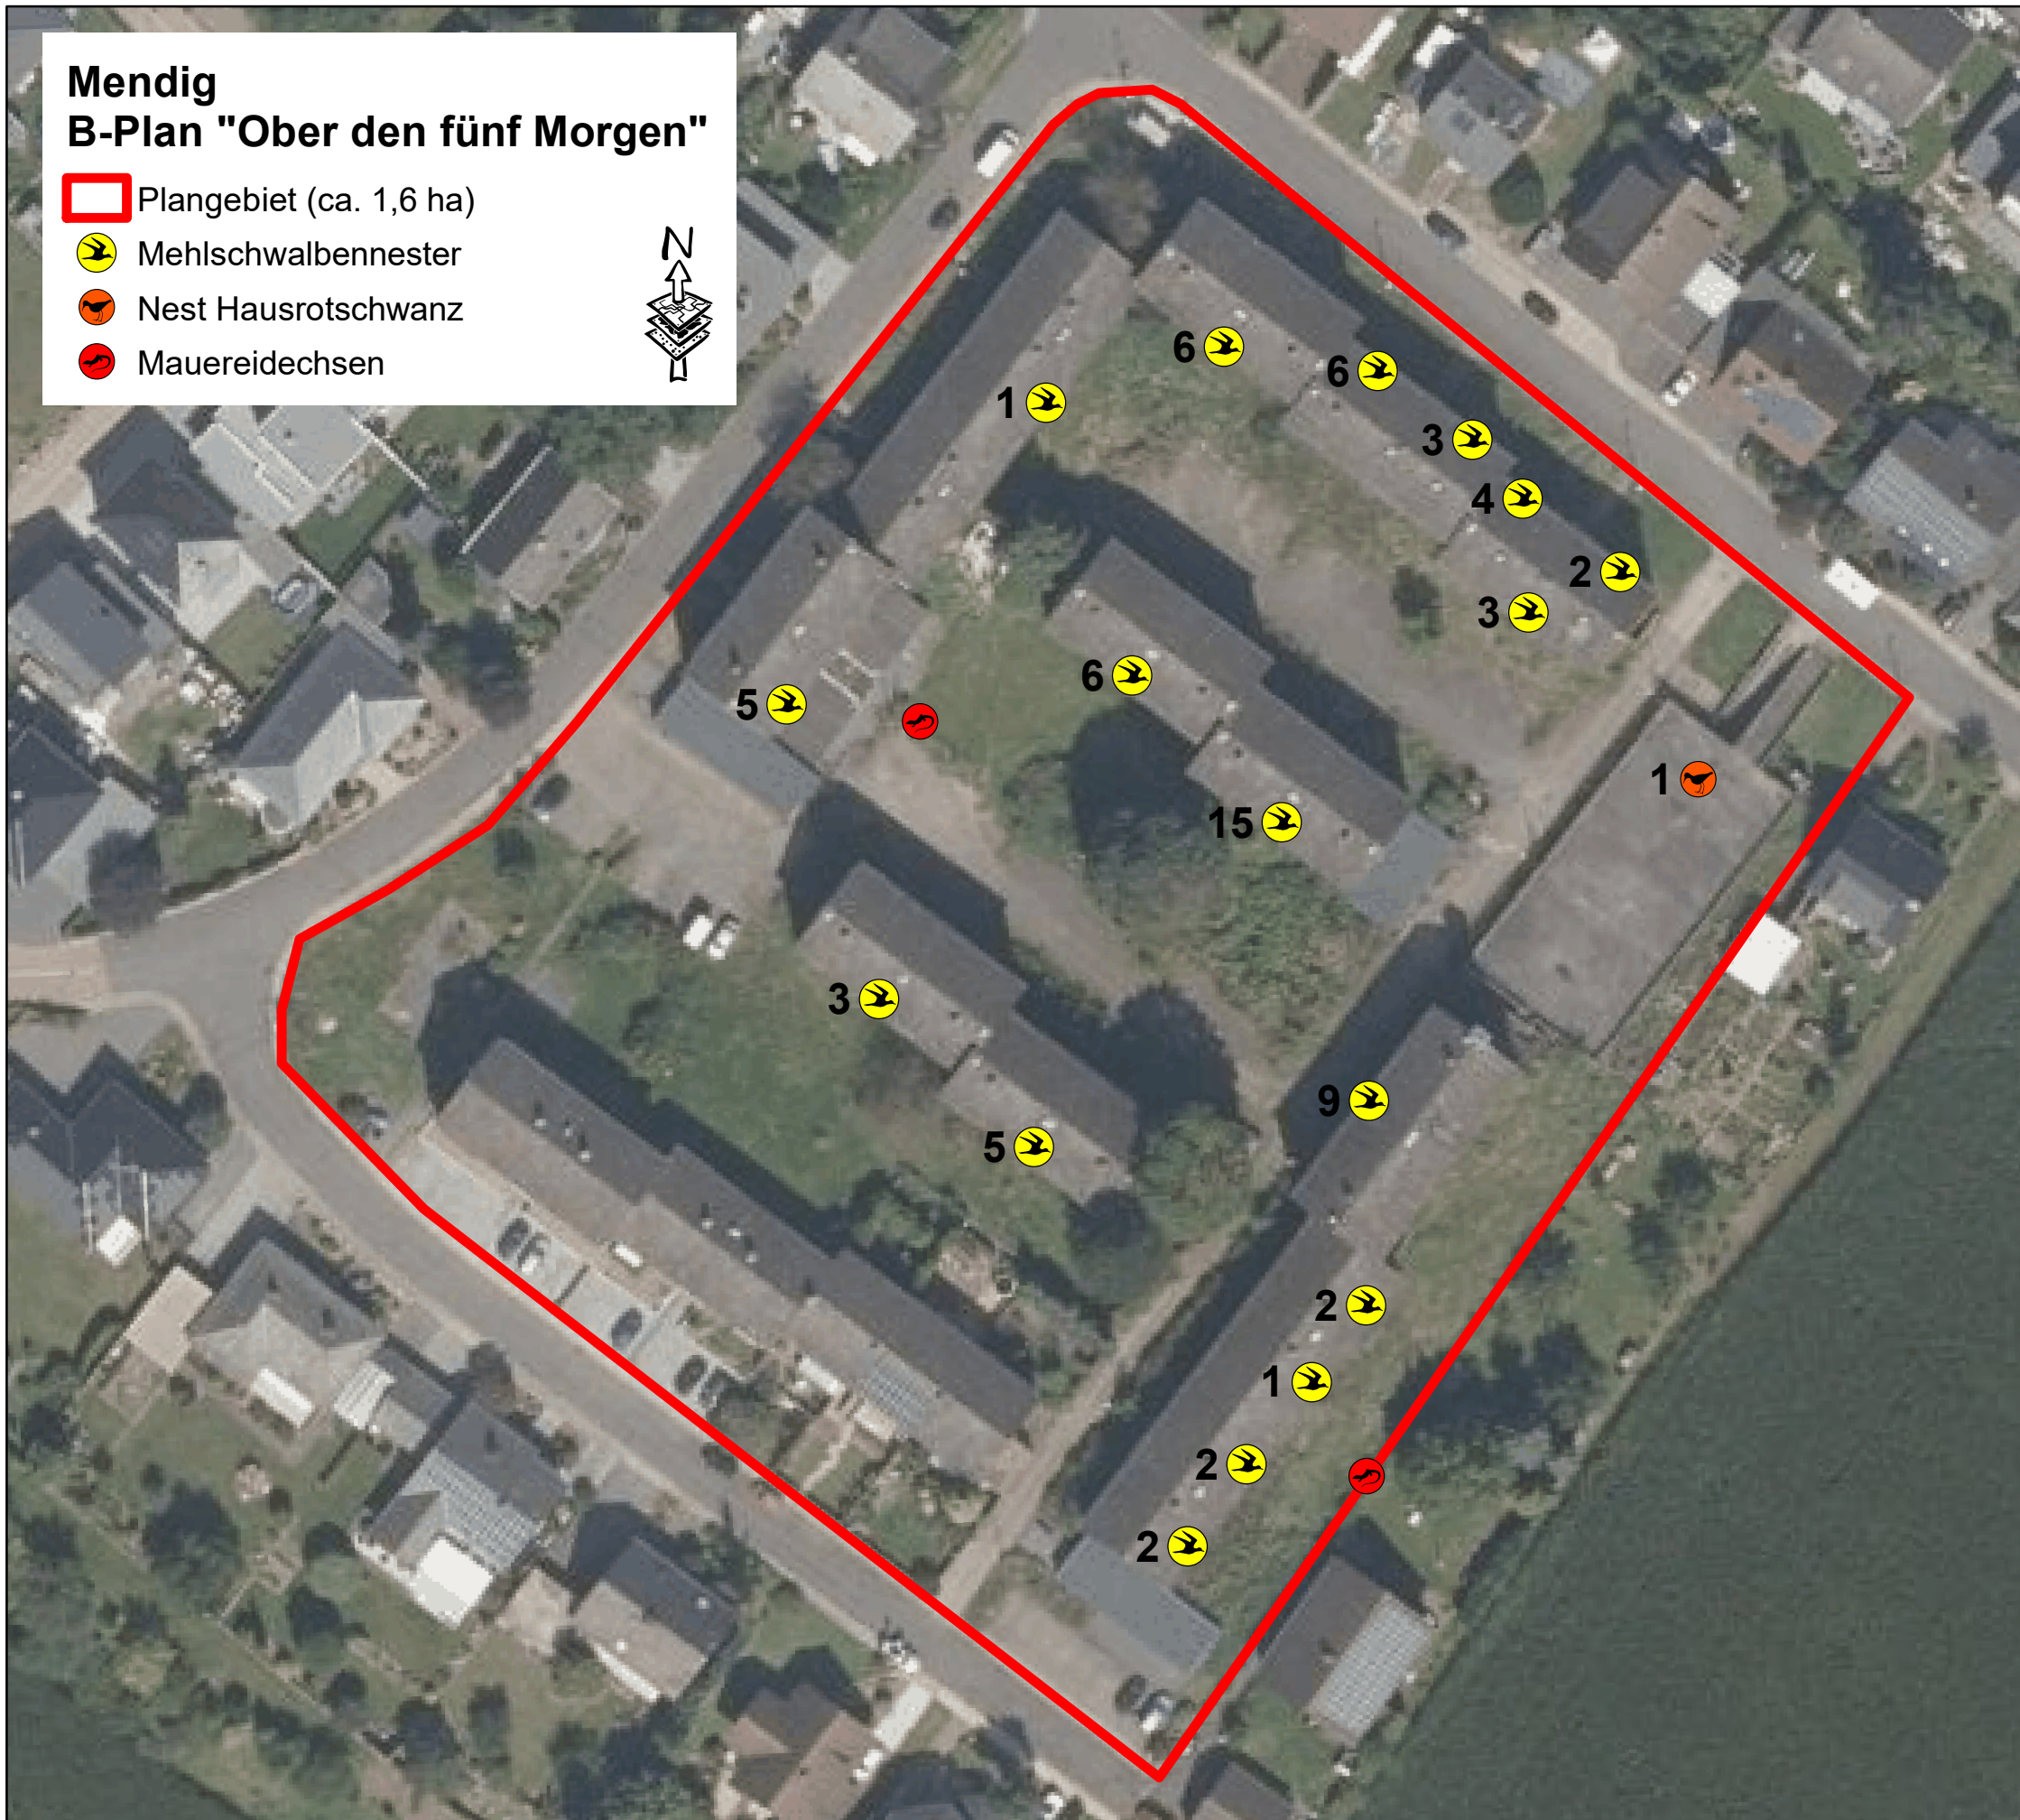 Mendig
B-Plan "Ober den fünf Morgen"
Plangebiet (ca. 1,6 ha)
Mehlschwalbennester
Nest Hausrotschwanz
Mauereidechsen
N
6
6
1
3
4
2
3
6
5
1
15
3
9
5
2
1
2
2